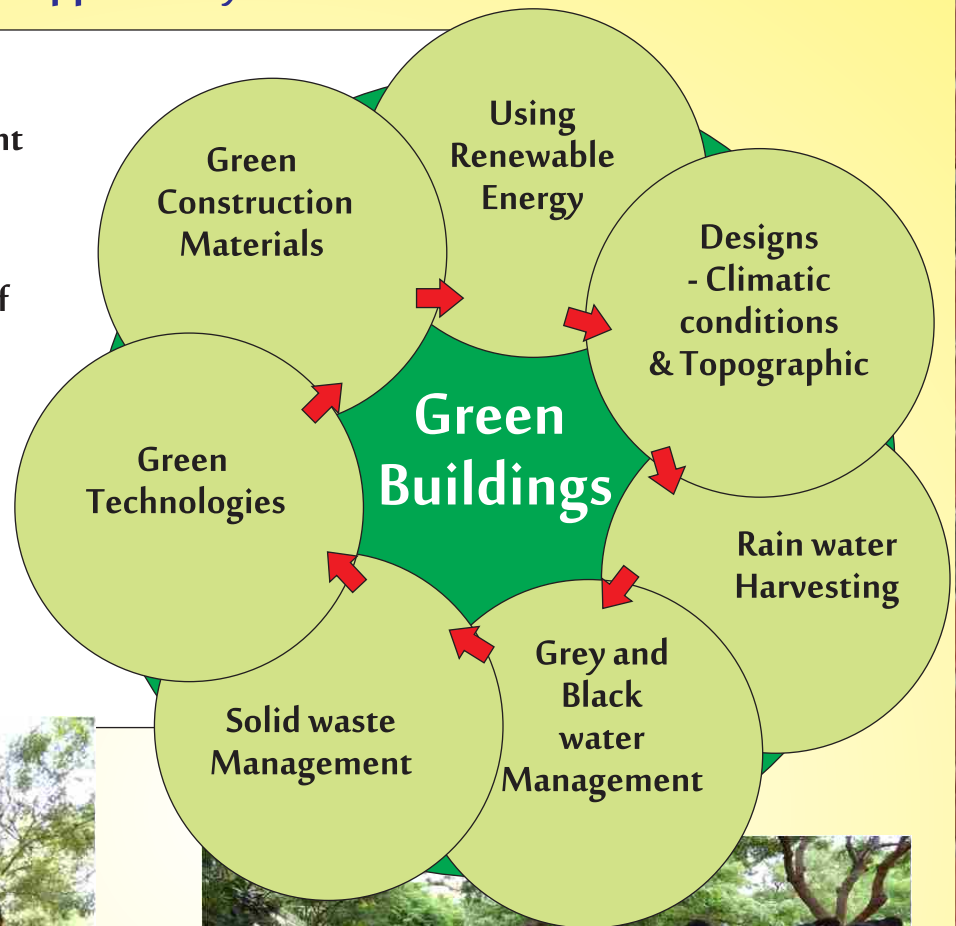 Using
Renewable
Energy
Green
Construction
Materials
Designs
- Climatic
conditions
& Topographic
Green
Buildings
Green
Technologies
Rain water
Harvesting
Grey and
Black
water
Management
Solid waste
Management